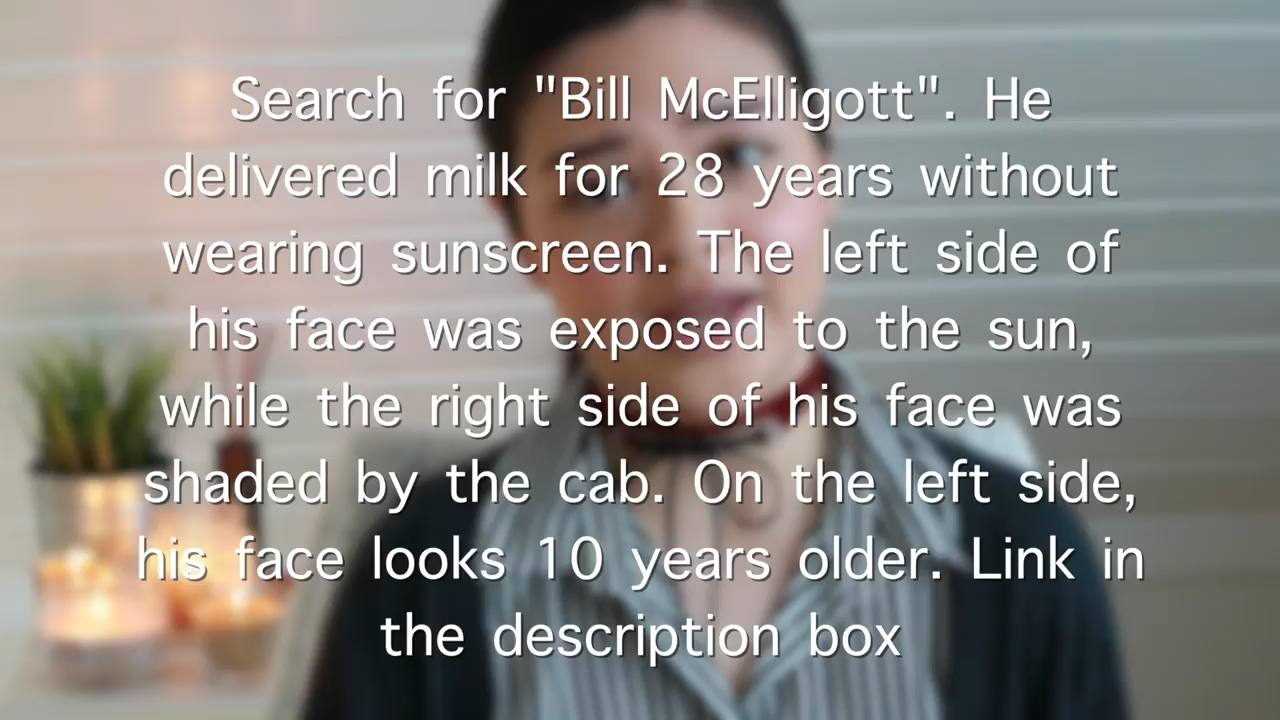 Search for "Bill McElligott". He
delivered milk for 28 years without
wearing sunscreen. The left side of
his face was exposed to the sun,
while the right side of his face was
shaded by the cab. On the left side,
his face looks 10 years older. Link in
the description box